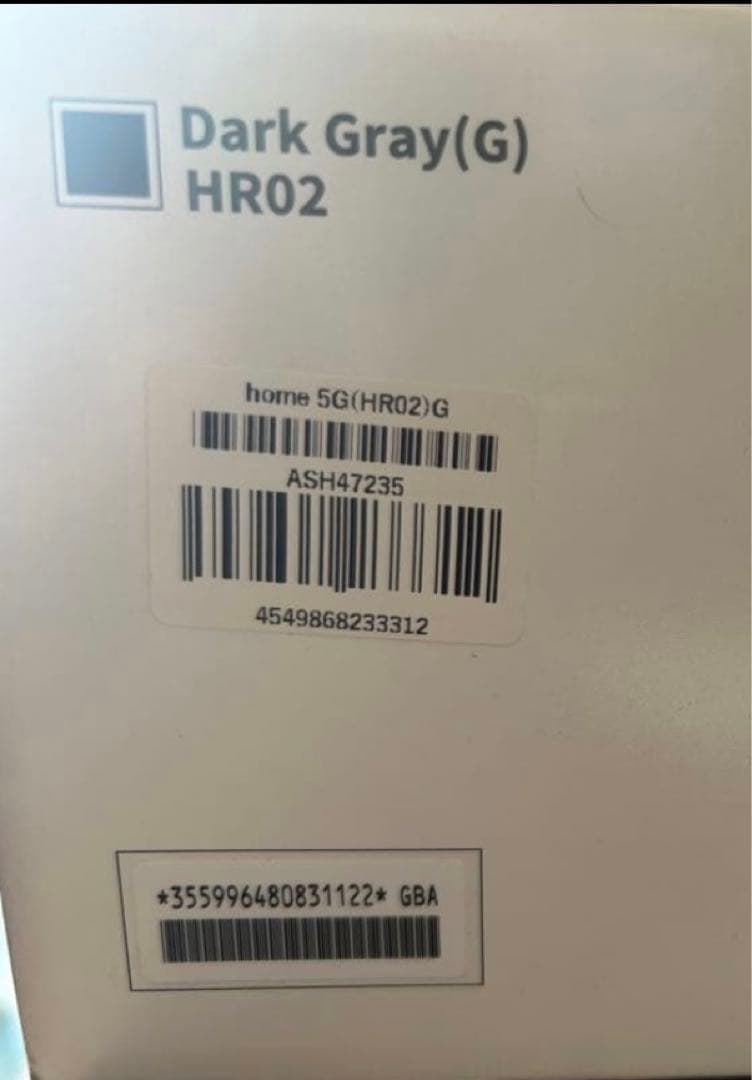 Dark Gray(G)
HR02
home 5G(HR02)G
ASH47235
4549868233312
*355996480831122* GBA